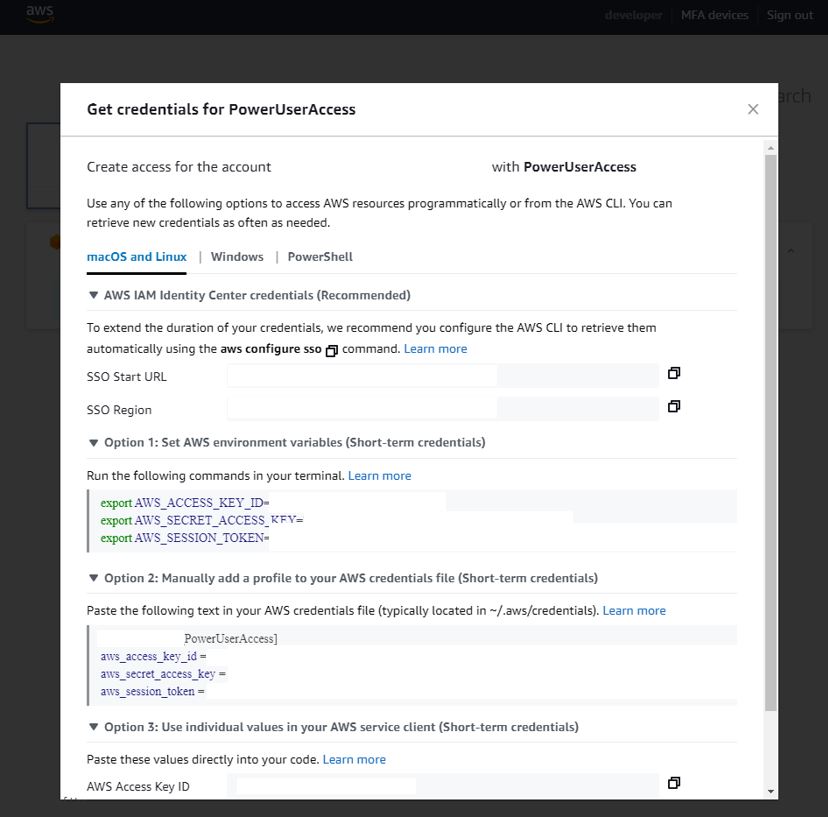 aws
developer | MFA devices | Sign out
arch
Get credentials for PowerUserAccess
Create access for the account with PowerUserAccess
Use any of the following options to access AWS resources programmatically or from the AWS CLI. You can
retrieve new credentials as often as needed.
macOS and Linux | Windows | PowerShell
AWS IAM Identity Center credentials (Recommended)
To extend the duration of your credentials, we recommend you configure the AWS CLI to retrieve them
automatically using the aws configure sso command. Learn more
SSO Start URL
SSO Region
Option 1: Set AWS environment variables (Short-term credentials)
Run the following commands in your terminal. Learn more
export AWS_ACCESS_KEY_ID=
export AWS_SECRET_ACCESS_KEY=
export AWS_SESSION_TOKEN=
Option 2: Manually add a profile to your AWS credentials file (Short-term credentials)
Paste the following text in your AWS credentials file (typically located in ~/.aws/credentials). Learn more
PowerUserAccess]
aws_access_key_id =
aws_secret_access_key =
aws_session_token =
Option 3: Use individual values in your AWS service client (Short-term credentials)
Paste these values directly into your code. Learn more
AWS Access Key ID